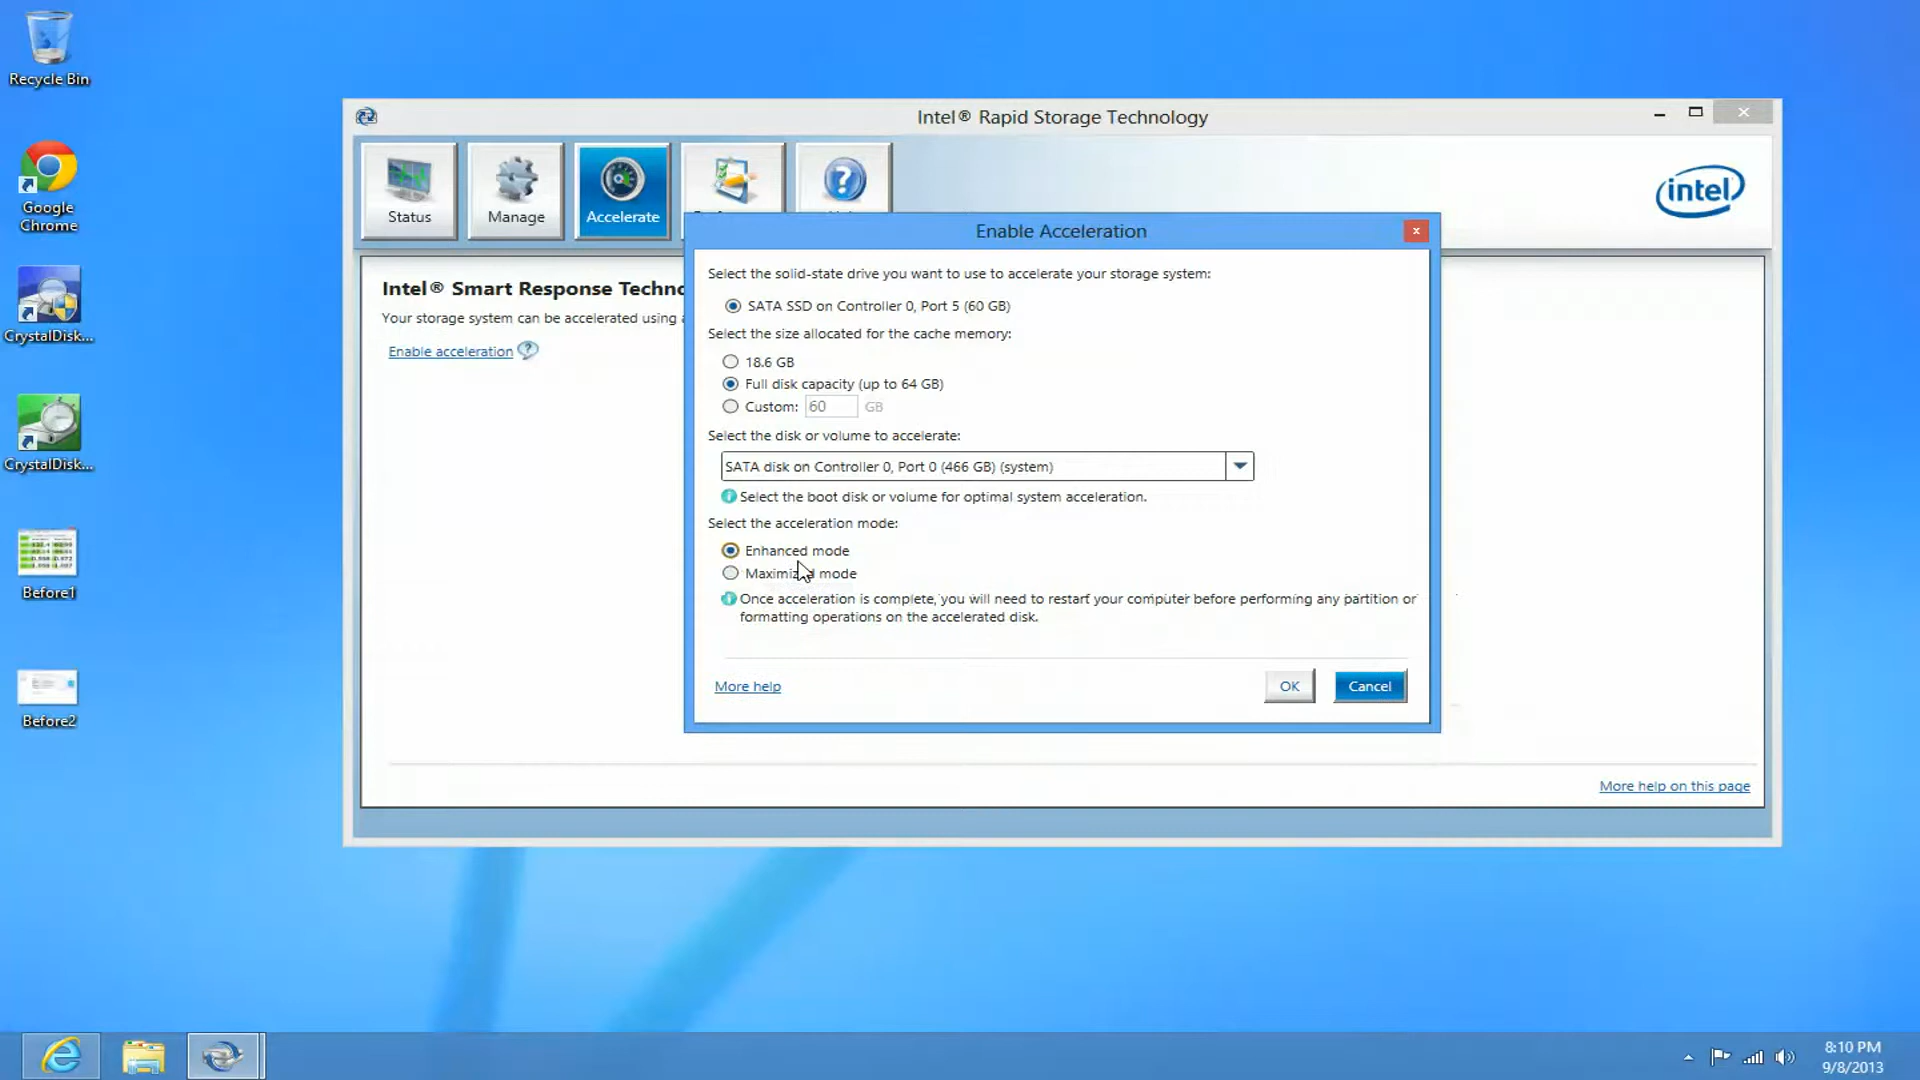 Recycle Bin
Google
Chrome
CrystalDisk...
CrystalDisk...
Before1
Before2
Intel® Rapid Storage Technology
Status
Manage
Accelerate
intel
Intel® Smart Response Techno
Your storage system can be accelerated using a
Enable acceleration
Enable Acceleration
Select the solid-state drive you want to use to accelerate your storage system:
SATA SSD on Controller 0, Port 5 (60 GB)
Select the size allocated for the cache memory:
18.6 GB
Full disk capacity (up to 64 GB)
Custom: 60 GB
Select the disk or volume to accelerate:
SATA disk on Controller 0, Port 0 (466 GB) (system)
Select the boot disk or volume for optimal system acceleration.
Select the acceleration mode:
Enhanced mode
Maximized mode
Once acceleration is complete, you will need to restart your computer before performing any partition or
formatting operations on the accelerated disk.
More help
OK
Cancel
More help on this page
8:10 PM
9/8/2013